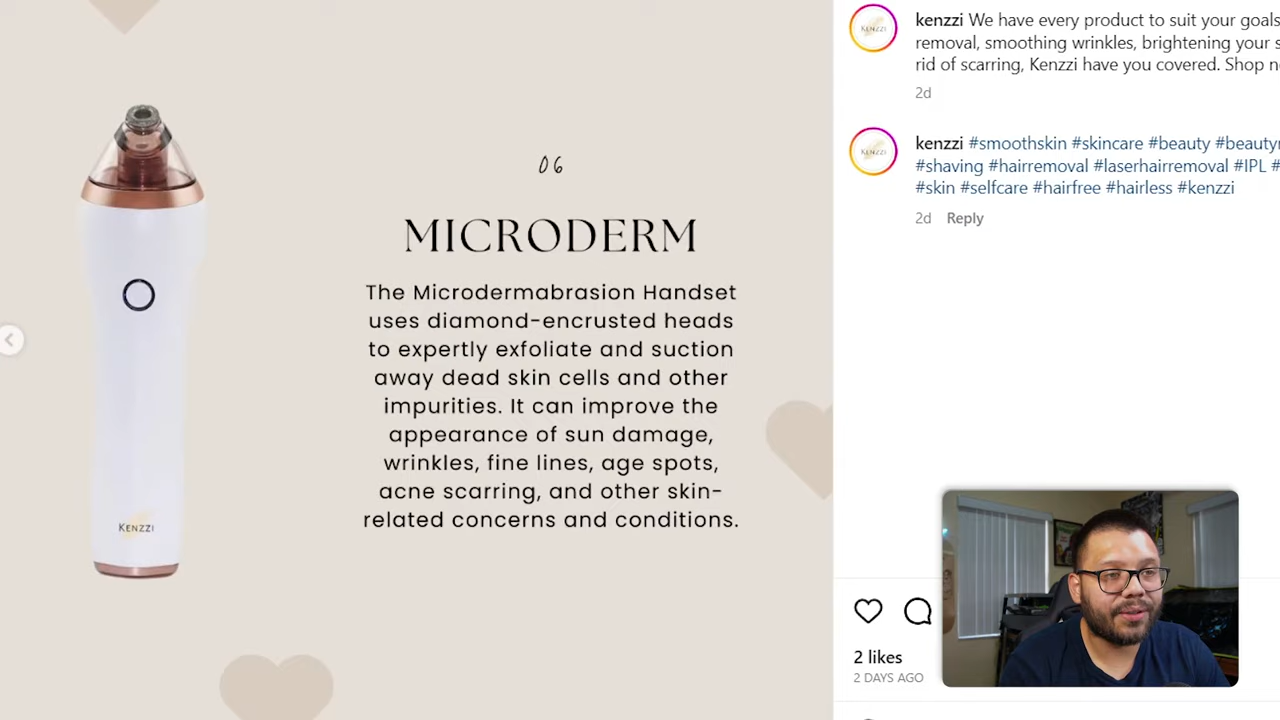 06
MICRODERM
The Microdermabrasion Handset
uses diamond-encrusted heads
to expertly exfoliate and suction
away dead skin cells and other
impurities. It can improve the
appearance of sun damage,
wrinkles, fine lines, age spots,
acne scarring, and other skin-
related concerns and conditions.
KENZZI
KENZZI
kenzzi We have every product to suit your goals
removal, smoothing wrinkles, brightening your s
rid of scarring, Kenzzi have you covered. Shop n
2d
KENZZI
kenzzi #smoothskin #skincare #beauty #beautyr
#shaving #hairremoval #laserhairremoval #IPL #
#skin #selfcare #hairfree #hairless #kenzzi
2d Reply
2 likes
2 DAYS AGO